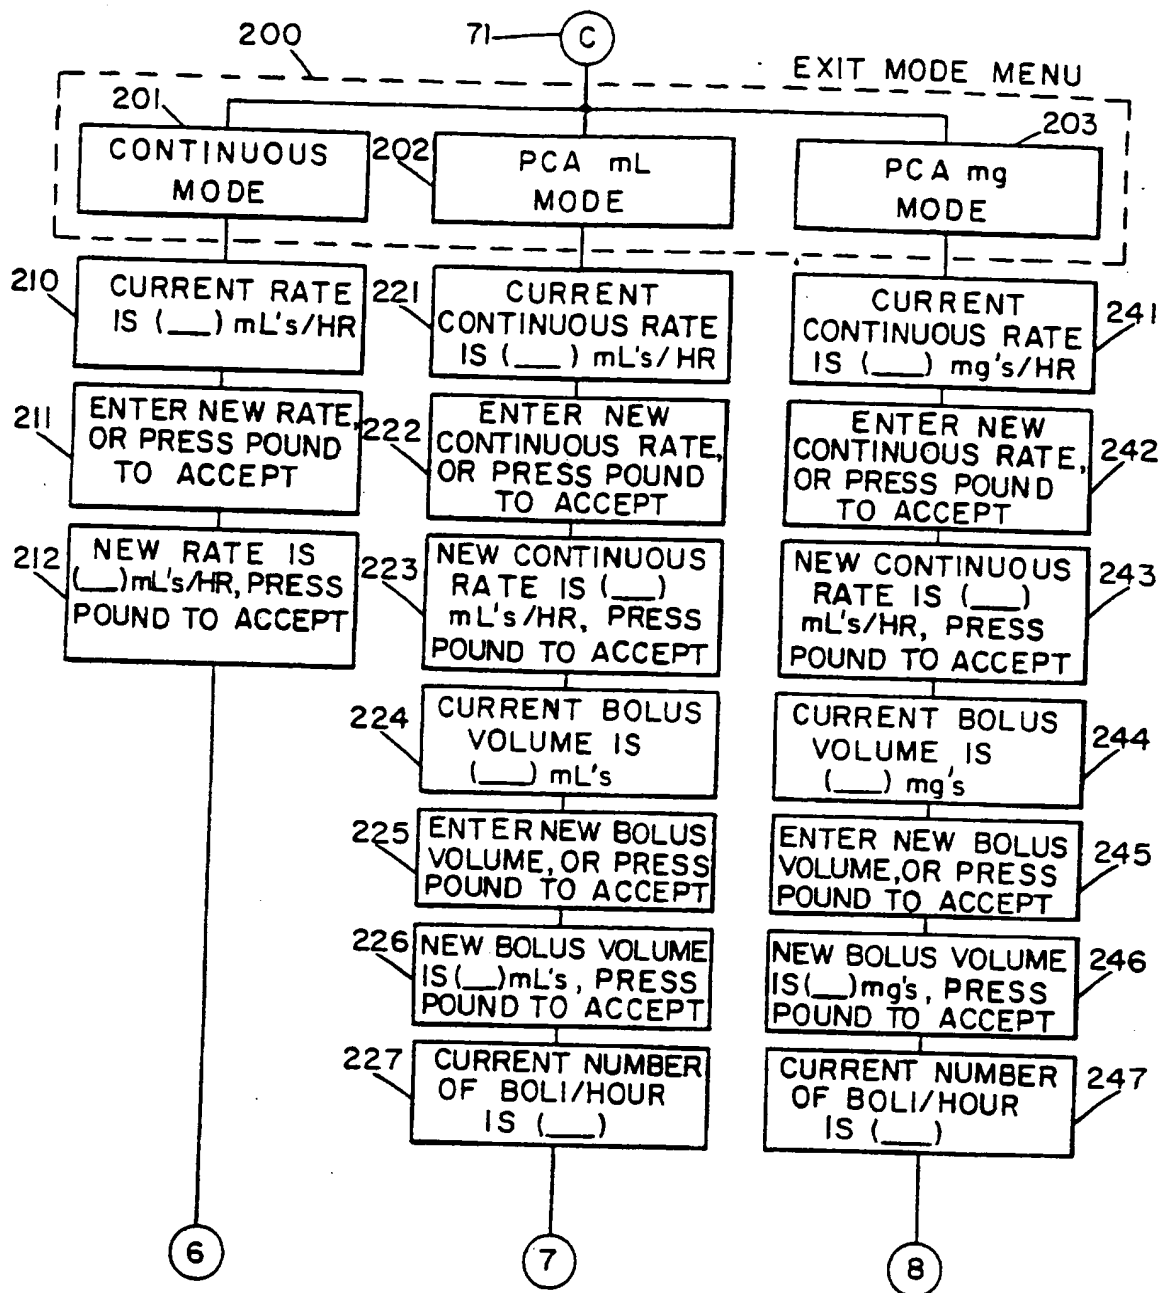 71
C
200
EXIT MODE MENU
201
CONTINUOUS
MODE
202
PCA mL
MODE
203
PCA mg
MODE
210
CURRENT RATE
IS (___) mL's/HR
211
ENTER NEW RATE,
OR PRESS POUND
TO ACCEPT
212
NEW RATE IS
(__) mL's/HR, PRESS
POUND TO ACCEPT
6
221
CURRENT
CONTINUOUS RATE
IS (___) mL's/HR
222
ENTER NEW
CONTINUOUS RATE,
OR PRESS POUND
TO ACCEPT
223
NEW CONTINUOUS
RATE IS (___)
mL's/HR, PRESS
POUND TO ACCEPT
224
CURRENT BOLUS
VOLUME IS
(___) mL's
225
ENTER NEW BOLUS
VOLUME, OR PRESS
POUND TO ACCEPT
226
NEW BOLUS VOLUME
IS (__) mL's, PRESS
POUND TO ACCEPT
227
CURRENT NUMBER
OF BOLI/HOUR
IS (___)
7
241
CURRENT
CONTINUOUS RATE
IS (___) mg's/HR
242
ENTER NEW
CONTINUOUS RATE,
OR PRESS POUND
TO ACCEPT
243
NEW CONTINUOUS
RATE IS (___)
mL's/HR, PRESS
POUND TO ACCEPT
244
CURRENT BOLUS
VOLUME IS
(___) mg's
245
ENTER NEW BOLUS
VOLUME, OR PRESS
POUND TO ACCEPT
246
NEW BOLUS VOLUME
IS (__) mg's, PRESS
POUND TO ACCEPT
247
CURRENT NUMBER
OF BOLI/HOUR
IS (___)
8